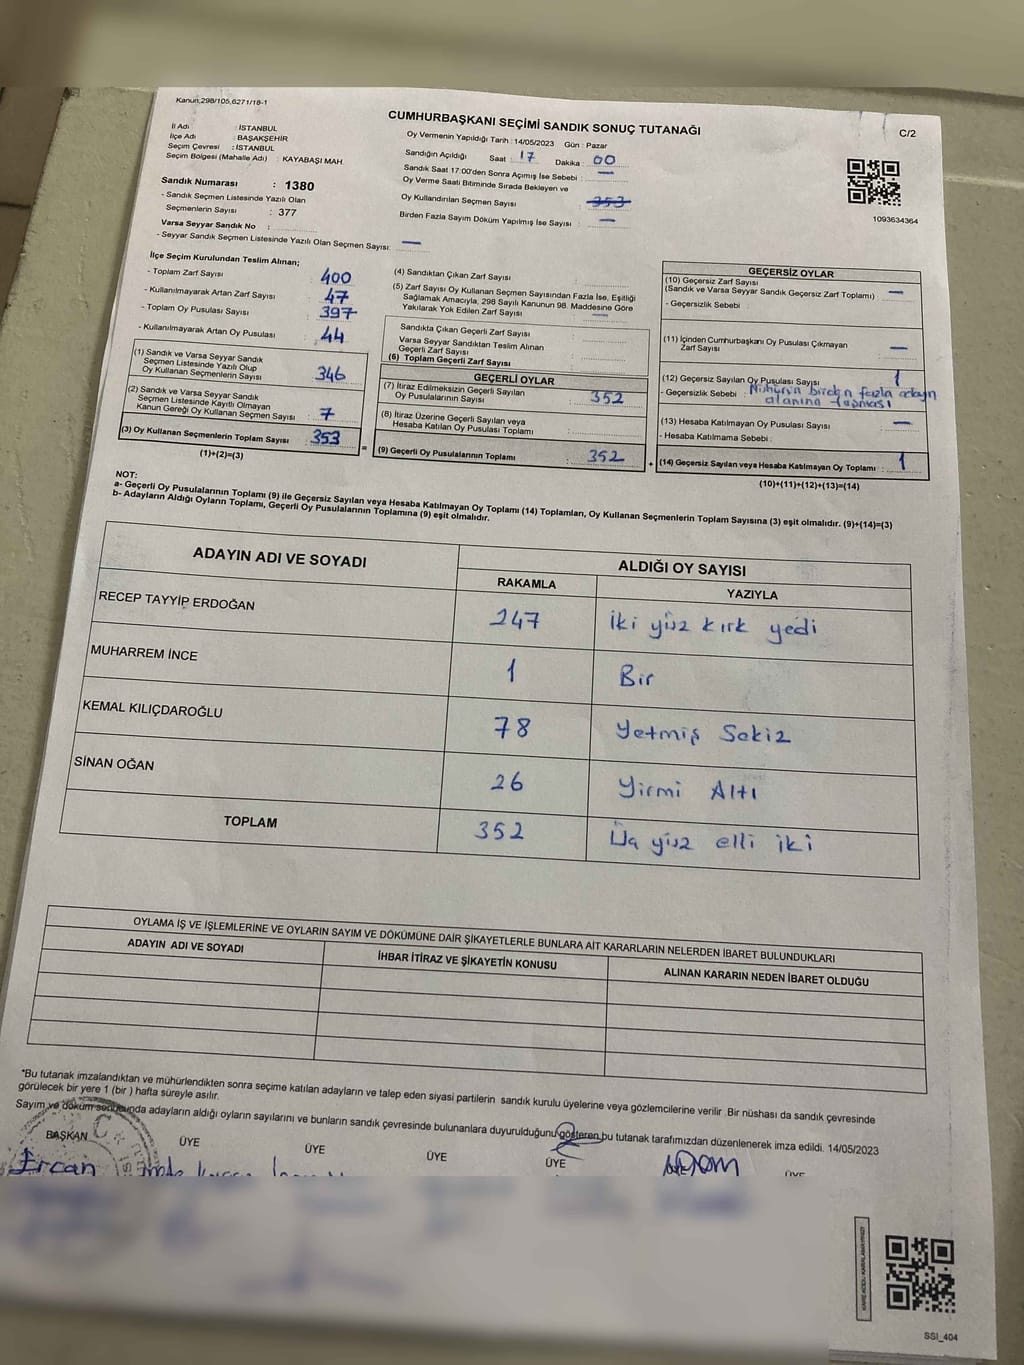 Kanun,298/105,6271/18-1
CUMHURBAŞKANI SEÇİMİ SANDIK SONUÇ TUTANAĞI
C/2
İl Adı : İSTANBUL
İlçe Adı : BAŞAKŞEHİR
Seçim Çevresi : İSTANBUL
Seçim Bölgesi (Mahalle Adı) : KAYABAŞI MAH.
Oy Vermenin Yapıldığı Tarih : 14/05/2023 Gün : Pazar
Sandığın Açıldığı Saat : 17 Dakika : 00
Sandık Saat 17:00'den Sonra Açımış İse Sebebi : —
Oy Verme Saati Bitiminde Sırada Bekleyen ve
Oy Kullandırılan Seçmen Sayısı : 353
Birden Fazla Sayım Döküm Yapılmış İse Sayısı : —
1093634364
Sandık Numarası : 1380
- Sandık Seçmen Listesinde Yazılı Olan
Seçmenlerin Sayısı : 377
Varsa Seyyar Sandık No :
- Seyyar Sandık Seçmen Listesinde Yazılı Olan Seçmen Sayısı: —
İlçe Seçim Kurulundan Teslim Alınan;
- Toplam Zarf Sayısı 400
- Kullanılmayarak Artan Zarf Sayısı 47
- Toplam Oy Pusulası Sayısı 397
- Kullanılmayarak Artan Oy Pusulası 44
(1) Sandık ve Varsa Seyyar Sandık
Seçmen Listesinde Yazılı Olup
Oy Kullanan Seçmenlerin Sayısı : 346
(2) Sandık ve Varsa Seyyar Sandık
Seçmen Listesinde Kayıtlı Olmayan
Kanun Gereği Oy Kullanan Seçmen Sayısı : 7
(3) Oy Kullanan Seçmenlerin Toplam Sayısı : 353
(1)+(2)=(3)
(4) Sandıktan Çıkan Zarf Sayısı
(5) Zarf Sayısı Oy Kullanan Seçmen Sayısından Fazla İse, Eşitliği
Sağlamak Amacıyla, 298 Sayılı Kanunun 98. Maddesine Göre
Yakılarak Yok Edilen Zarf Sayısı : —
Sandıkta Çıkan Geçerli Zarf Sayısı :
Varsa Seyyar Sandıktan Teslim Alınan
Geçerli Zarf Sayısı :
(6) Toplam Geçerli Zarf Sayısı :
GEÇERLİ OYLAR
(7) İtiraz Edilmeksizin Geçerli Sayılan
Oy Pusulalarının Sayısı : 352
(8) İtiraz Üzerine Geçerli Sayılan veya
Hesaba Katılan Oy Pusulası Toplamı :
(9) Geçerli Oy Pusulalarının Toplamı : 352
GEÇERSİZ OYLAR
(10) Geçersiz Zarf Sayısı
(Sandık ve Varsa Seyyar Sandık Geçersiz Zarf Toplamı) : —
- Geçersizlik Sebebi :
(11) İçinden Cumhurbaşkanı Oy Pusulası Çıkmayan
Zarf Sayısı : —
(12) Geçersiz Sayılan Oy Pusulası Sayısı : 1
- Geçersizlik Sebebi : Mührün birden fazla adayın
alanına taşması
(13) Hesaba Katılmayan Oy Pusulası Sayısı : —
- Hesaba Katılmama Sebebi :
(14) Geçersiz Sayılan veya Hesaba Katılmayan Oy Toplamı : 1
(10)+(11)+(12)+(13)=(14)
NOT:
a- Geçerli Oy Pusulalarının Toplamı (9) ile Geçersiz Sayılan veya Hesaba Katılmayan Oy Toplamı (14) Toplamları, Oy Kullanan Seçmenlerin Toplam Sayısına (3) eşit olmalıdır. (9)+(14)=(3)
b- Adayların Aldığı Oyların Toplamı, Geçerli Oy Pusulalarının Toplamına (9) eşit olmalıdır.
ADAYIN ADI VE SOYADI ALDIĞI OY SAYISI
RAKAMLA YAZIYLA
RECEP TAYYİP ERDOĞAN 247 İki yüz kırk yedi
MUHARREM İNCE 1 Bir
KEMAL KILIÇDAROĞLU 78 Yetmiş Sekiz
SİNAN OĞAN 26 Yirmi Altı
TOPLAM 352 Üç yüz elli iki
OYLAMA İŞ VE İŞLEMLERİNE VE OYLARIN SAYIM VE DÖKÜMÜNE DAİR ŞİKAYETLERLE BUNLARA AİT KARARLARIN NELERDEN İBARET BULUNDUKLARI
ADAYIN ADI VE SOYADI İHBAR İTİRAZ VE ŞİKAYETİN KONUSU ALINAN KARARIN NEDEN İBARET OLDUĞU
*Bu tutanak imzalandıktan ve mühürlendikten sonra seçime katılan adayların ve talep eden siyasi partilerin sandık kurulu üyelerine veya gözlemcilerine verilir. Bir nüshası da sandık çevresinde
görülecek bir yere 1 (bir ) hafta süreyle asılır.
Sayım ve döküm sonucunda adayların aldığı oyların sayılarını ve bunların sandık çevresinde bulunanlara duyurulduğunu gösteren bu tutanak tarafımızdan düzenlenerek imza edildi. 14/05/2023
BAŞKAN ÜYE ÜYE ÜYE ÜYE ÜYE ÜYE
Ercan
SSI_404